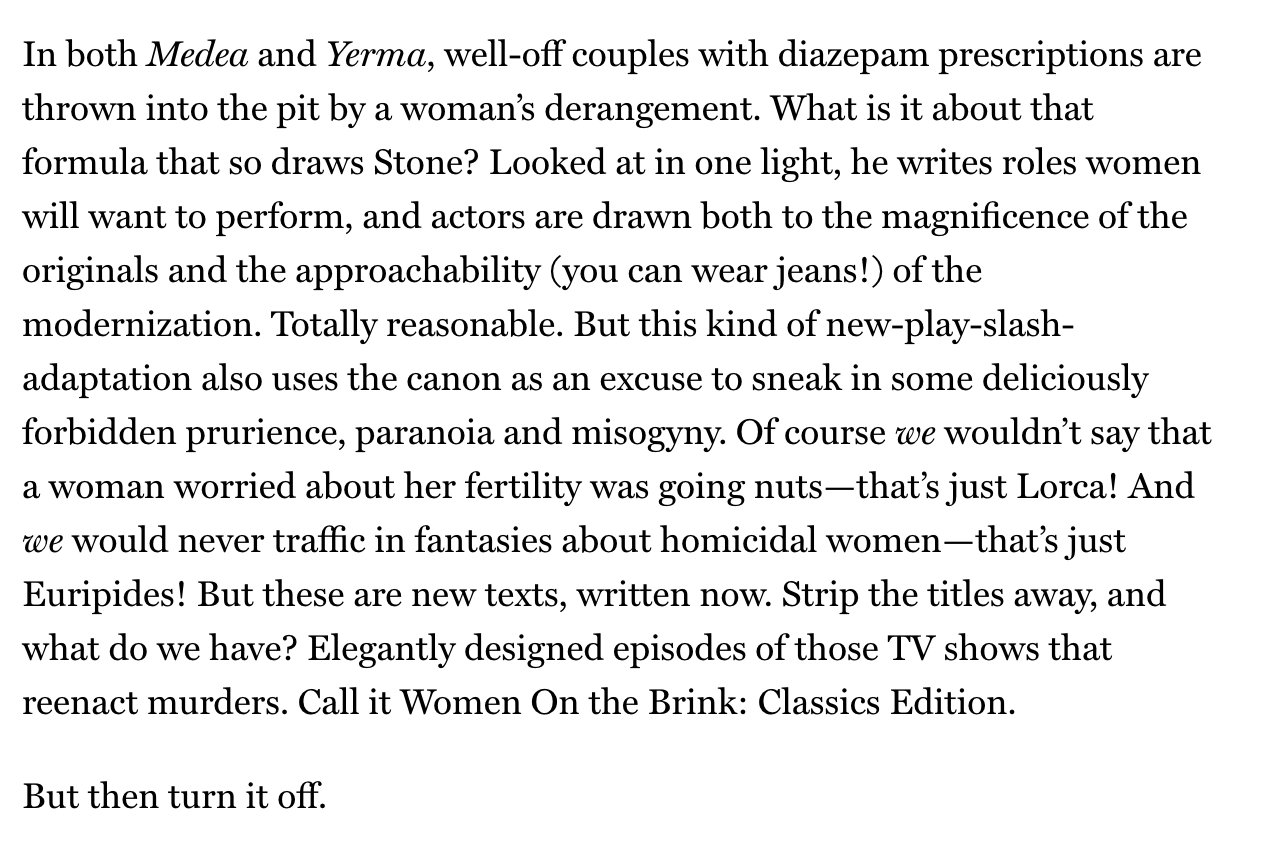 In both Medea and Yerma, well-off couples with diazepam prescriptions are
thrown into the pit by a woman’s derangement. What is it about that
formula that so draws Stone? Looked at in one light, he writes roles women
will want to perform, and actors are drawn both to the magnificence of the
originals and the approachability (you can wear jeans!) of the
modernization. Totally reasonable. But this kind of new-play-slash-
adaptation also uses the canon as an excuse to sneak in some deliciously
forbidden prurience, paranoia and misogyny. Of course we wouldn’t say that
a woman worried about her fertility was going nuts—that’s just Lorca! And
we would never traffic in fantasies about homicidal women—that’s just
Euripides! But these are new texts, written now. Strip the titles away, and
what do we have? Elegantly designed episodes of those TV shows that
reenact murders. Call it Women On the Brink: Classics Edition.
But then turn it off.